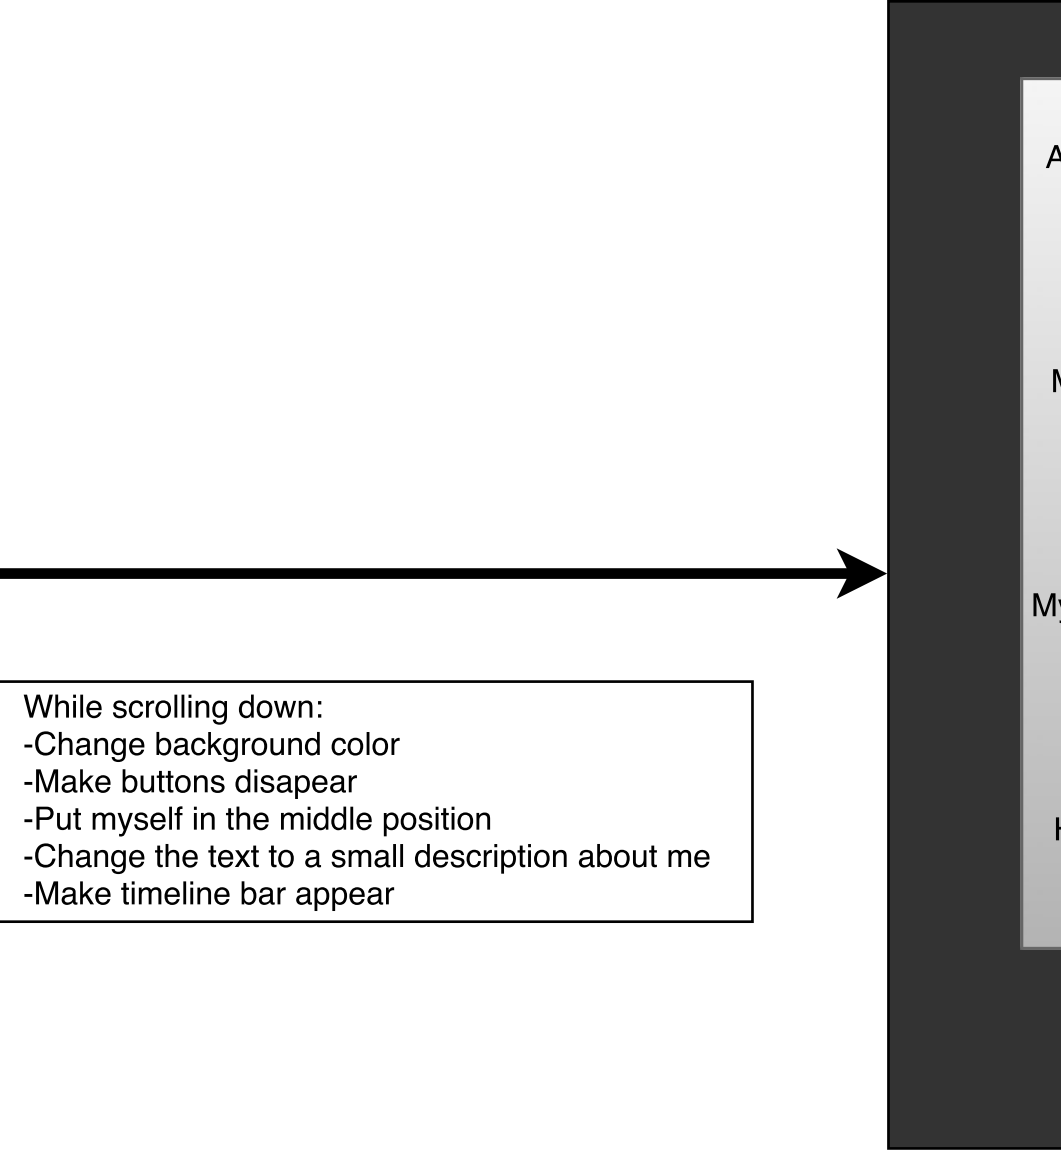 While scrolling down:
-Change background color
-Make buttons disapear
-Put myself in the middle position
-Change the text to a small description about me
-Make timeline bar appear
My